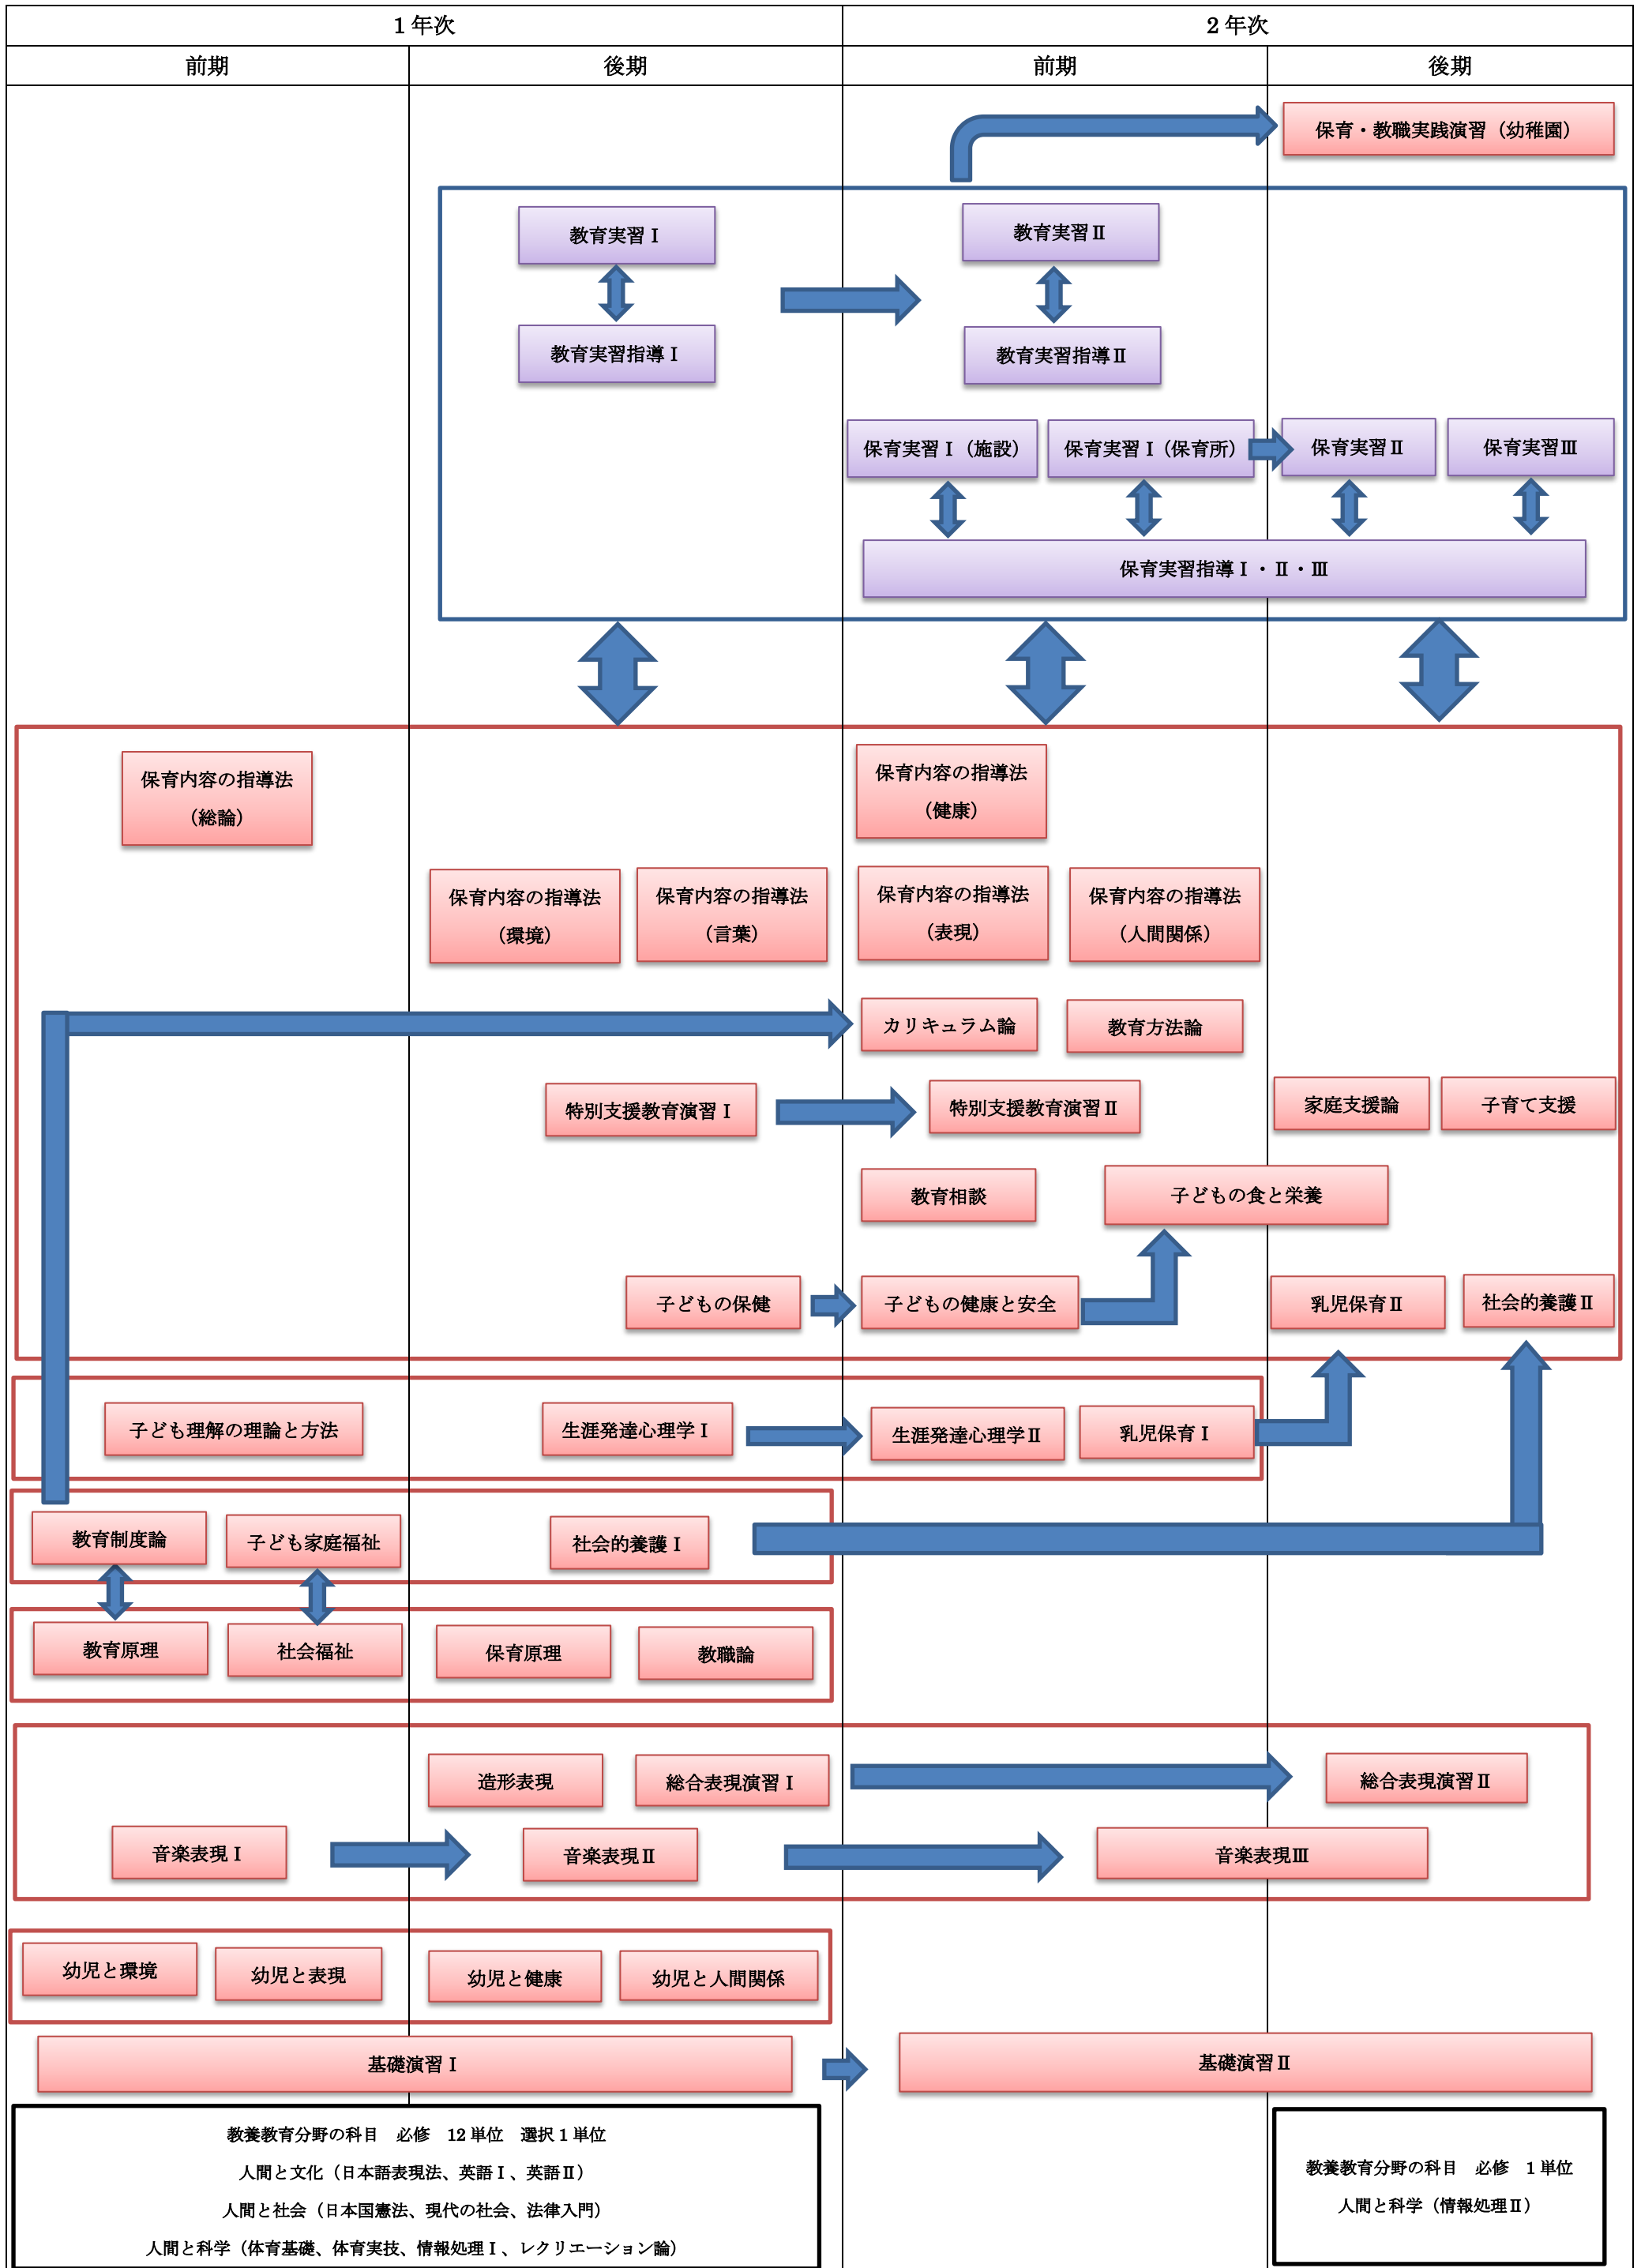 1年次
2年次
前期
後期
前期
後期
保育・教職実践演習（幼稚園）
教育実習Ⅰ
教育実習Ⅱ
教育実習指導Ⅰ
教育実習指導Ⅱ
保育実習Ⅰ（施設）
保育実習Ⅰ（保育所）
保育実習Ⅱ
保育実習Ⅲ
保育実習指導Ⅰ・Ⅱ・Ⅲ
保育内容の指導法
（総論）
保育内容の指導法
（健康）
保育内容の指導法
（環境）
保育内容の指導法
（言葉）
保育内容の指導法
（表現）
保育内容の指導法
（人間関係）
カリキュラム論
教育方法論
特別支援教育演習Ⅰ
特別支援教育演習Ⅱ
家庭支援論
子育て支援
教育相談
子どもの食と栄養
子どもの保健
子どもの健康と安全
乳児保育Ⅱ
社会的養護Ⅱ
子ども理解の理論と方法
生涯発達心理学Ⅰ
生涯発達心理学Ⅱ
乳児保育Ⅰ
教育制度論
子ども家庭福祉
社会的養護Ⅰ
教育原理
社会福祉
保育原理
教職論
造形表現
総合表現演習Ⅰ
総合表現演習Ⅱ
音楽表現Ⅰ
音楽表現Ⅱ
音楽表現Ⅲ
幼児と環境
幼児と表現
幼児と健康
幼児と人間関係
基礎演習Ⅰ
基礎演習Ⅱ
教養教育分野の科目　必修　12単位　選択1単位
人間と文化（日本語表現法、英語Ⅰ、英語Ⅱ）
人間と社会（日本国憲法、現代の社会、法律入門）
人間と科学（体育基礎、体育実技、情報処理Ⅰ、レクリエーション論）
教養教育分野の科目　必修　1単位
人間と科学（情報処理Ⅱ）